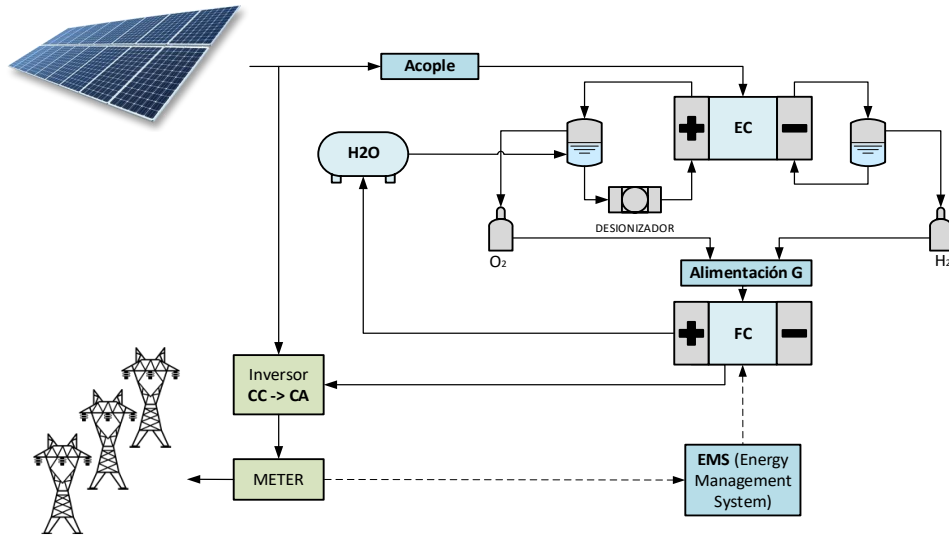 Acople
EC
H2O
DESIONIZADOR
O₂
H₂
Alimentación G
FC
Inversor
CC -> CA
METER
EMS (Energy
Management
System)